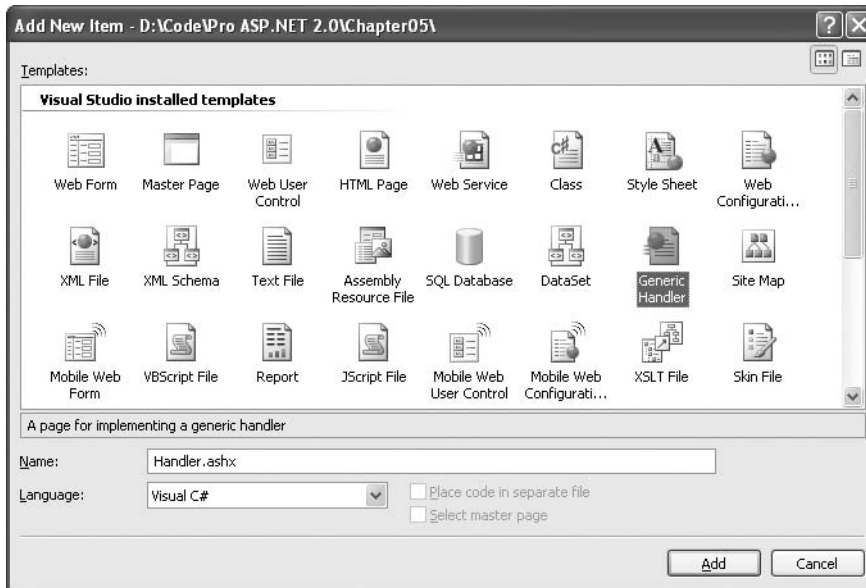 Add New Item - D:\Code\Pro ASP.NET 2.0\Chapter05\
Templates:
Visual Studio installed templates
Web Form
Master Page
Web User
Control
HTML Page
Web Service
Class
Style Sheet
Web
Configurati...
XML File
XML Schema
Text File
Assembly
Resource File
SQL Database
DataSet
Generic
Handler
Site Map
Mobile Web
Form
VBScript File
Report
JScript File
Mobile Web
User Control
Mobile Web
Configurati...
XSLT File
Skin File
A page for implementing a generic handler
Name:
Handler.ashx
Language:
Visual C#
Place code in separate file
Select master page
Add
Cancel